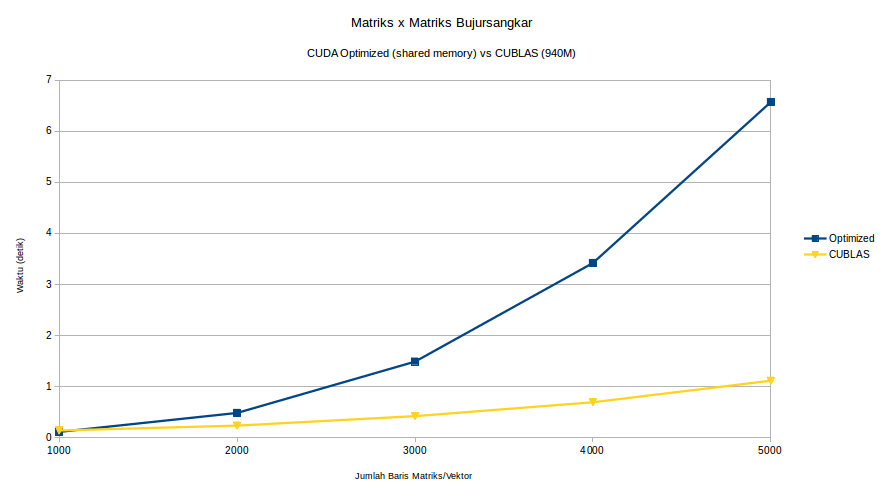 Matriks x Matriks Bujursangkar
CUDA Optimized (shared memory) vs CUBLAS (940M)
7
6
5
4
3
2
1
0
Waktu (detik)
1000
2000
3000
4000
5000
Jumlah Baris Matriks/Vektor
Optimized
CUBLAS